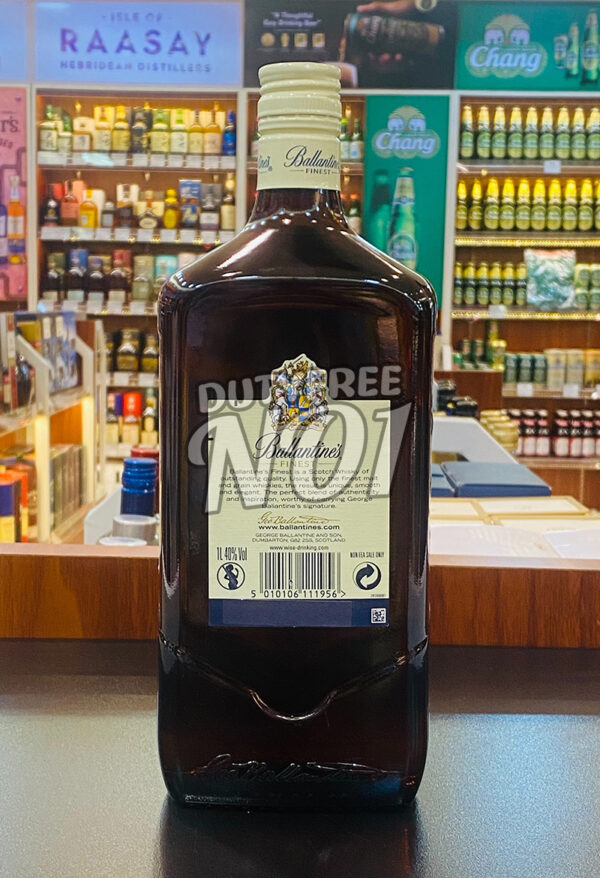 ISLE OF
RAASAY
HEBRIDEAN DISTILLERS
Chang
Chang
Ballantine's
FINEST
DUTY FREE
NO1
Ballantine's
FINEST
Ballantine's Finest is a Scotch Whisky of
outstanding quality. Using only the finest malt
and grain whiskies, the result is unique, smooth
and elegant. The perfect blend of authenticity
and inspiration, worthy of carrying George
Ballantine's signature.
Geo Ballantine
www.ballantines.com
GEORGE BALLANTINE AND SON,
DUMBARTON, G82 2SS, SCOTLAND.
www.wise-drinking.com
1L 40% Vol
NON EEA SALE ONLY
5 010106 111956 >